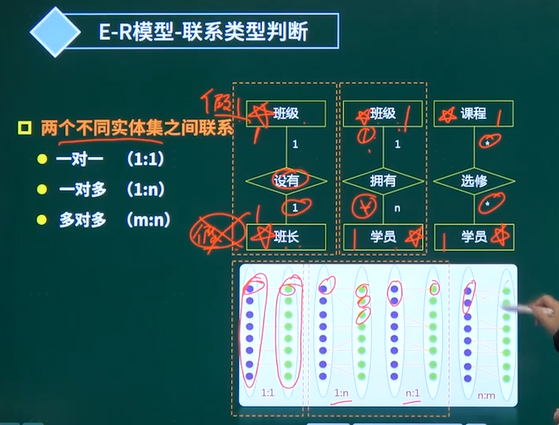 E-R模型-联系类型判断
两个不同实体集之间联系
一对一 （1:1）
一对多 （1:n）
多对多 （m:n）
班级
1
设有
1
班长
班级
1
拥有
n
学员
课程
*
选修
*
学员
1:1
1:n
n:1
n:m